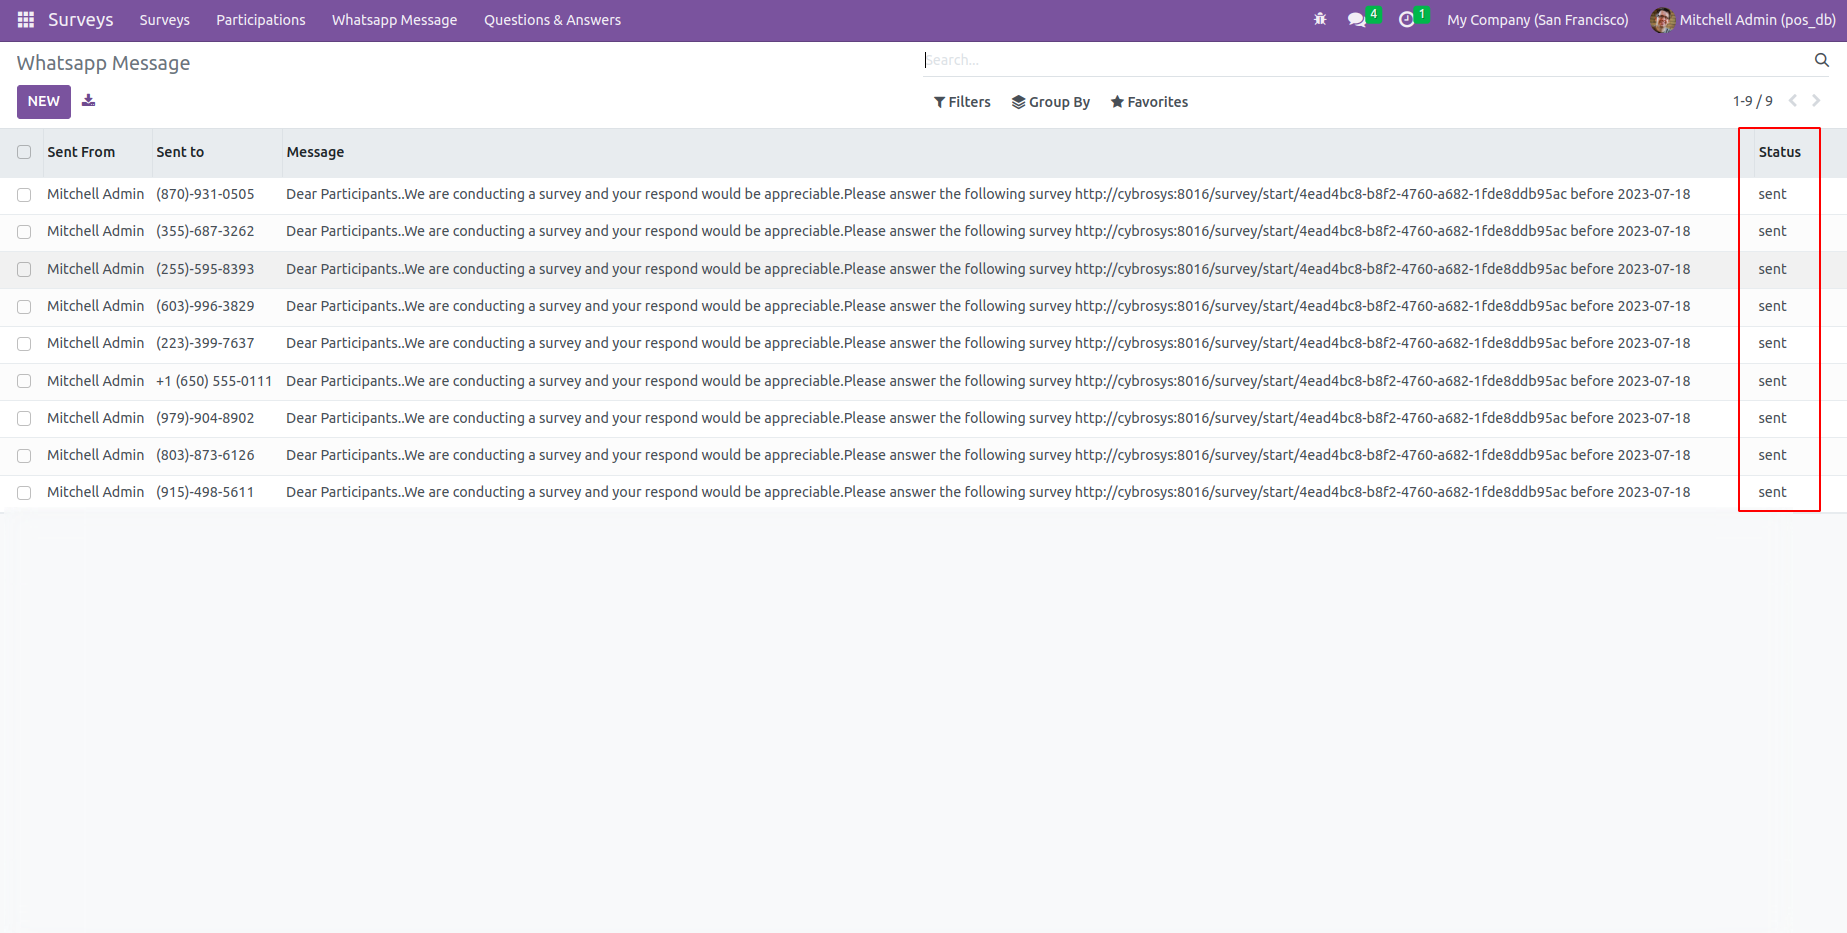 Surveys Surveys Participations Whatsapp Message Questions & Answers 4 1 My Company (San Francisco) Mitchell Admin (pos_db)
Whatsapp Message Search...
NEW Filters Group By Favorites 1-9 / 9
Sent From Sent to Message Status
Mitchell Admin (870)-931-0505 Dear Participants..We are conducting a survey and your respond would be appreciable.Please answer the following survey http://cybrosys:8016/survey/start/4ead4bc8-b8f2-4760-a682-1fde8ddb95ac before 2023-07-18 sent
Mitchell Admin (355)-687-3262 Dear Participants..We are conducting a survey and your respond would be appreciable.Please answer the following survey http://cybrosys:8016/survey/start/4ead4bc8-b8f2-4760-a682-1fde8ddb95ac before 2023-07-18 sent
Mitchell Admin (255)-595-8393 Dear Participants..We are conducting a survey and your respond would be appreciable.Please answer the following survey http://cybrosys:8016/survey/start/4ead4bc8-b8f2-4760-a682-1fde8ddb95ac before 2023-07-18 sent
Mitchell Admin (603)-996-3829 Dear Participants..We are conducting a survey and your respond would be appreciable.Please answer the following survey http://cybrosys:8016/survey/start/4ead4bc8-b8f2-4760-a682-1fde8ddb95ac before 2023-07-18 sent
Mitchell Admin (223)-399-7637 Dear Participants..We are conducting a survey and your respond would be appreciable.Please answer the following survey http://cybrosys:8016/survey/start/4ead4bc8-b8f2-4760-a682-1fde8ddb95ac before 2023-07-18 sent
Mitchell Admin +1 (650) 555-0111 Dear Participants..We are conducting a survey and your respond would be appreciable.Please answer the following survey http://cybrosys:8016/survey/start/4ead4bc8-b8f2-4760-a682-1fde8ddb95ac before 2023-07-18 sent
Mitchell Admin (979)-904-8902 Dear Participants..We are conducting a survey and your respond would be appreciable.Please answer the following survey http://cybrosys:8016/survey/start/4ead4bc8-b8f2-4760-a682-1fde8ddb95ac before 2023-07-18 sent
Mitchell Admin (803)-873-6126 Dear Participants..We are conducting a survey and your respond would be appreciable.Please answer the following survey http://cybrosys:8016/survey/start/4ead4bc8-b8f2-4760-a682-1fde8ddb95ac before 2023-07-18 sent
Mitchell Admin (915)-498-5611 Dear Participants..We are conducting a survey and your respond would be appreciable.Please answer the following survey http://cybrosys:8016/survey/start/4ead4bc8-b8f2-4760-a682-1fde8ddb95ac before 2023-07-18 sent